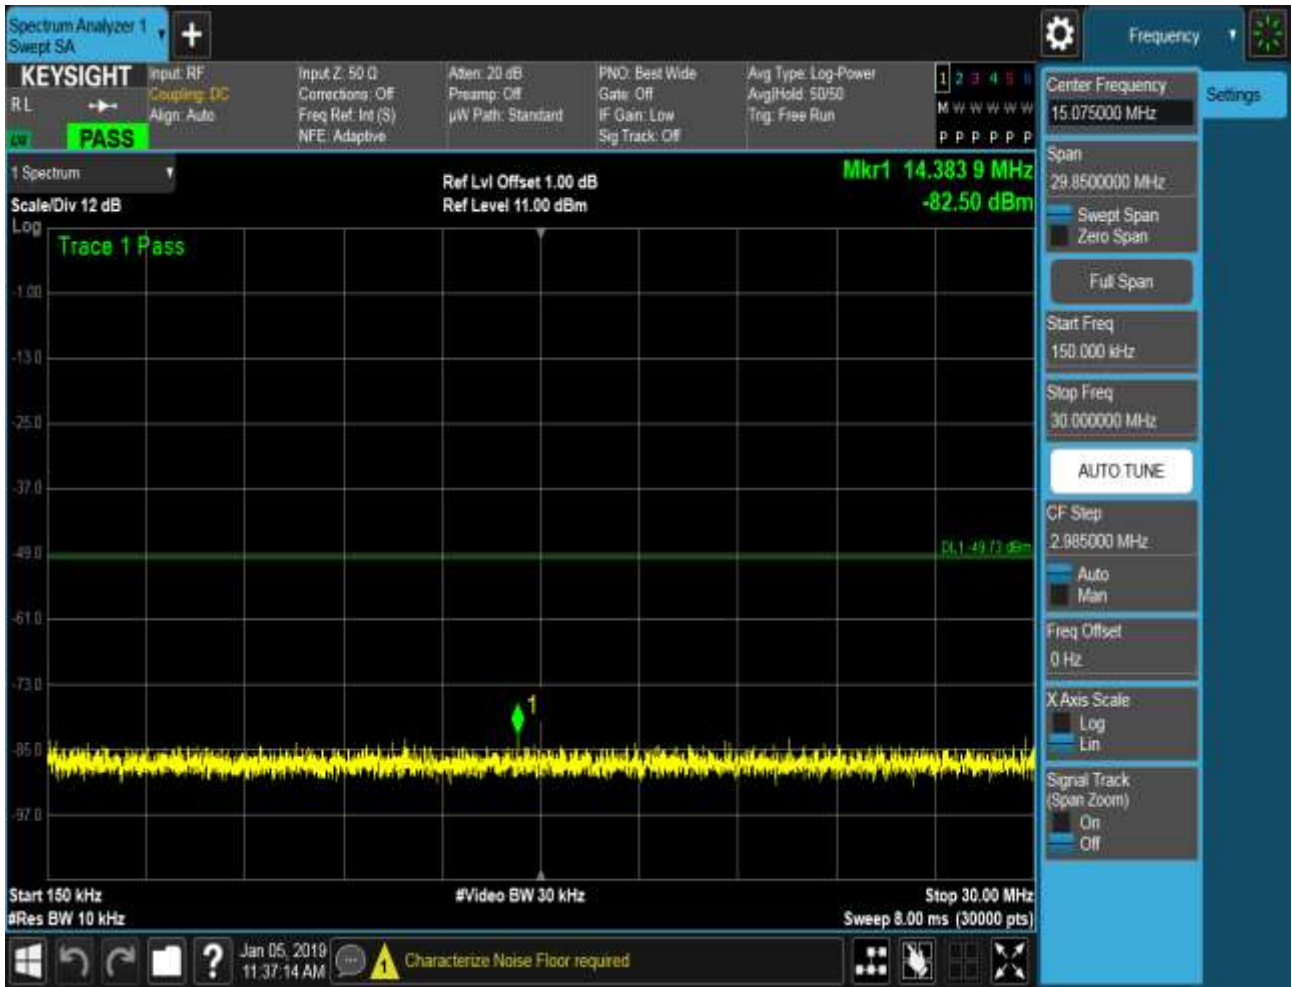 Spectrum Analyzer 1
Swept SA
Frequency
KEYSIGHT
R L
PASS
Input: RF
Coupling: DC
Align: Auto
Input Z: 50 Ω
Corrections: Off
Freq Ref: Int (S)
NFE: Adaptive
Atten: 20 dB
Preamp: Off
µW Path: Standard
PNO: Best Wide
Gate: Off
IF Gain: Low
Sig Track: Off
Avg Type: Log-Power
Avg|Hold: 50/50
Trig: Free Run
1 2 3 4 5 6
M W W W W W
P P P P P P
1 Spectrum
Scale/Div 12 dB
Ref Lvl Offset 1.00 dB
Ref Level 11.00 dBm
Mkr1 14.383 9 MHz
-82.50 dBm
Log
Trace 1 Pass
-1.00
-13.0
-25.0
-37.0
-49.0
-61.0
-73.0
-85.0
-97.0
DL1 -49.73 dBm
1
Start 150 kHz
#Res BW 10 kHz
#Video BW 30 kHz
Stop 30.00 MHz
Sweep 8.00 ms (30000 pts)
Center Frequency
15.075000 MHz
Settings
Span
29.8500000 MHz
Swept Span
Zero Span
Full Span
Start Freq
150.000 kHz
Stop Freq
30.000000 MHz
AUTO TUNE
CF Step
2.985000 MHz
Auto
Man
Freq Offset
0 Hz
X Axis Scale
Log
Lin
Signal Track
(Span Zoom)
On
Off
?
Jan 05, 2019
11:37:14 AM
1
Characterize Noise Floor required